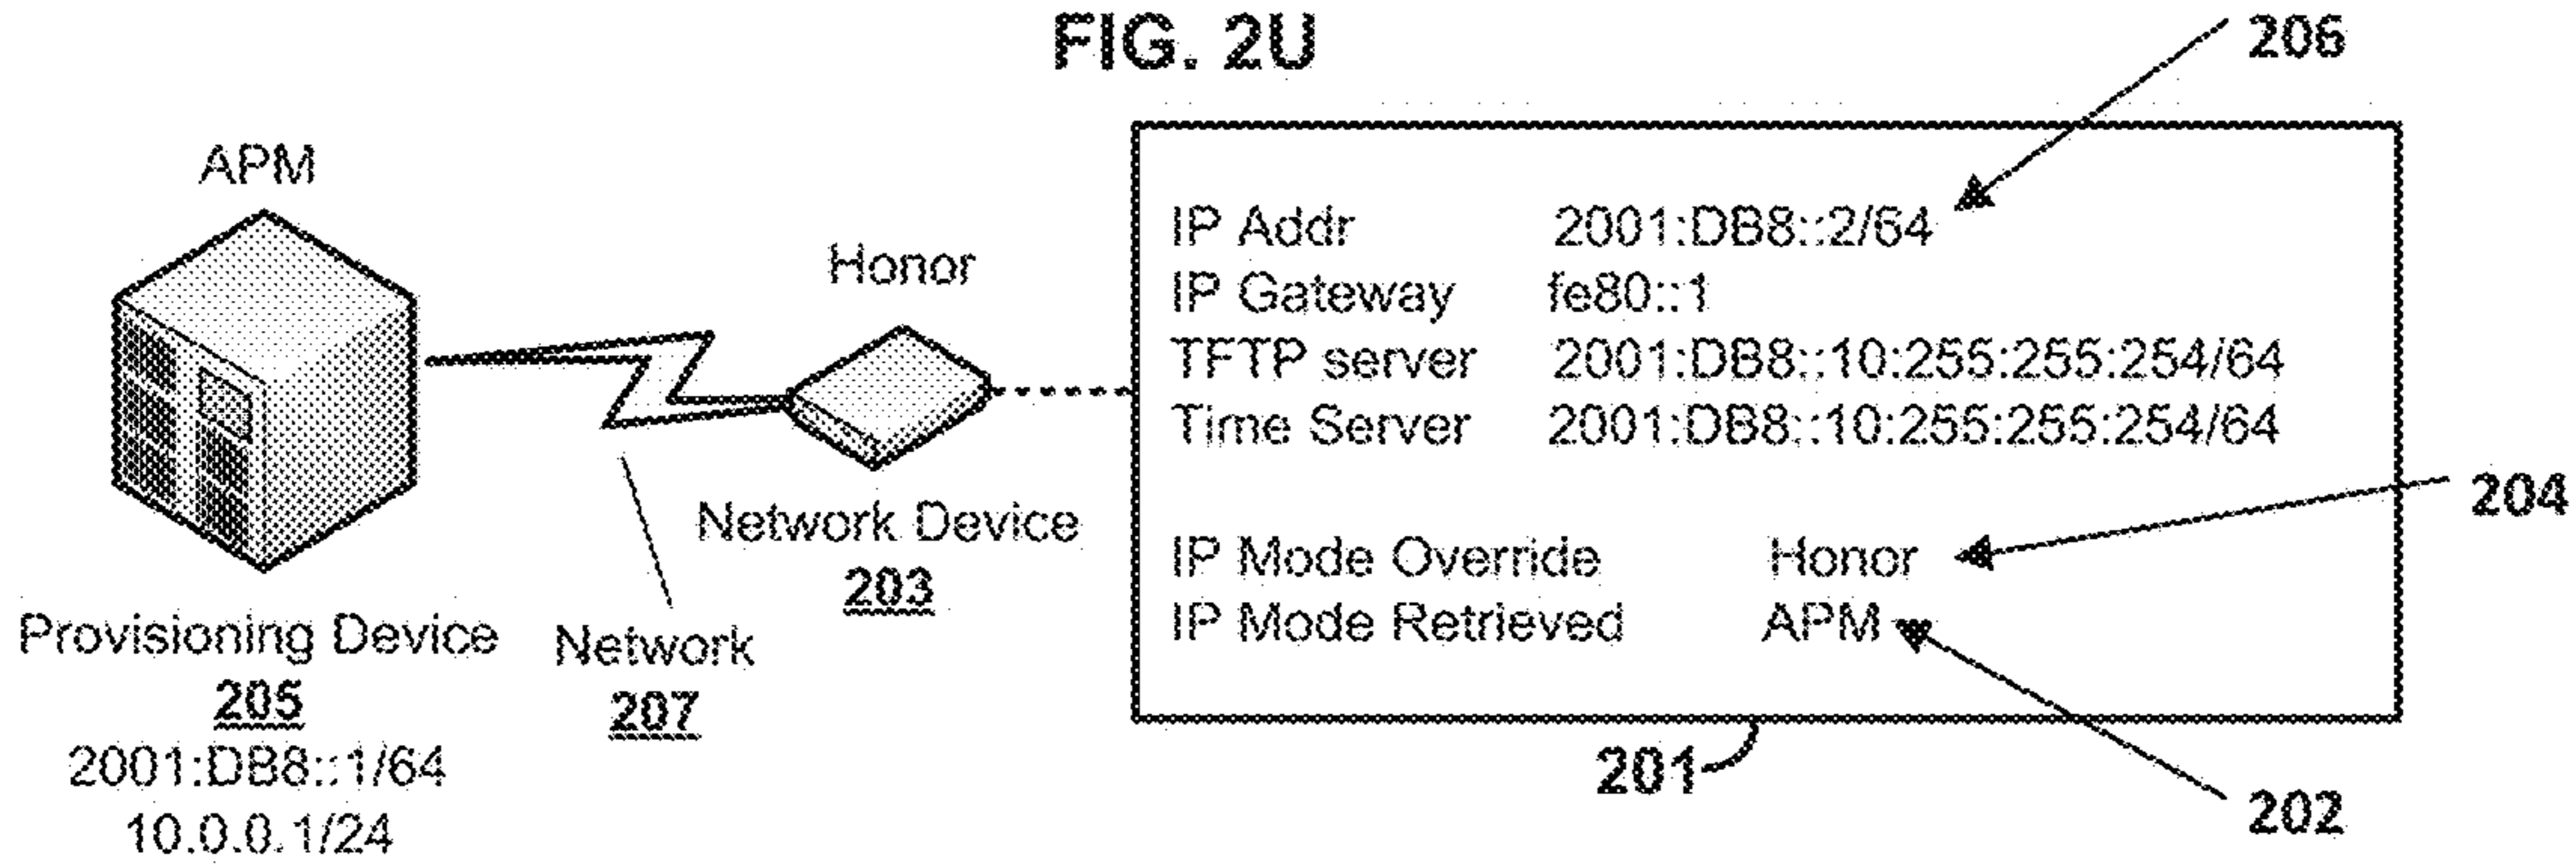 FIG. 2U
206
APM
Honor
IP Addr 2001:DB8::2/64
IP Gateway fe80::1
TFTP server 2001:DB8::10:255:255:254/64
Time Server 2001:DB8::10:255:255:254/64
204
IP Mode Override Honor
IP Mode Retrieved APM
Network Device
203
Provisioning Device
205
2001:DB8::1/64
10.0.0.1/24
Network
207
201
202